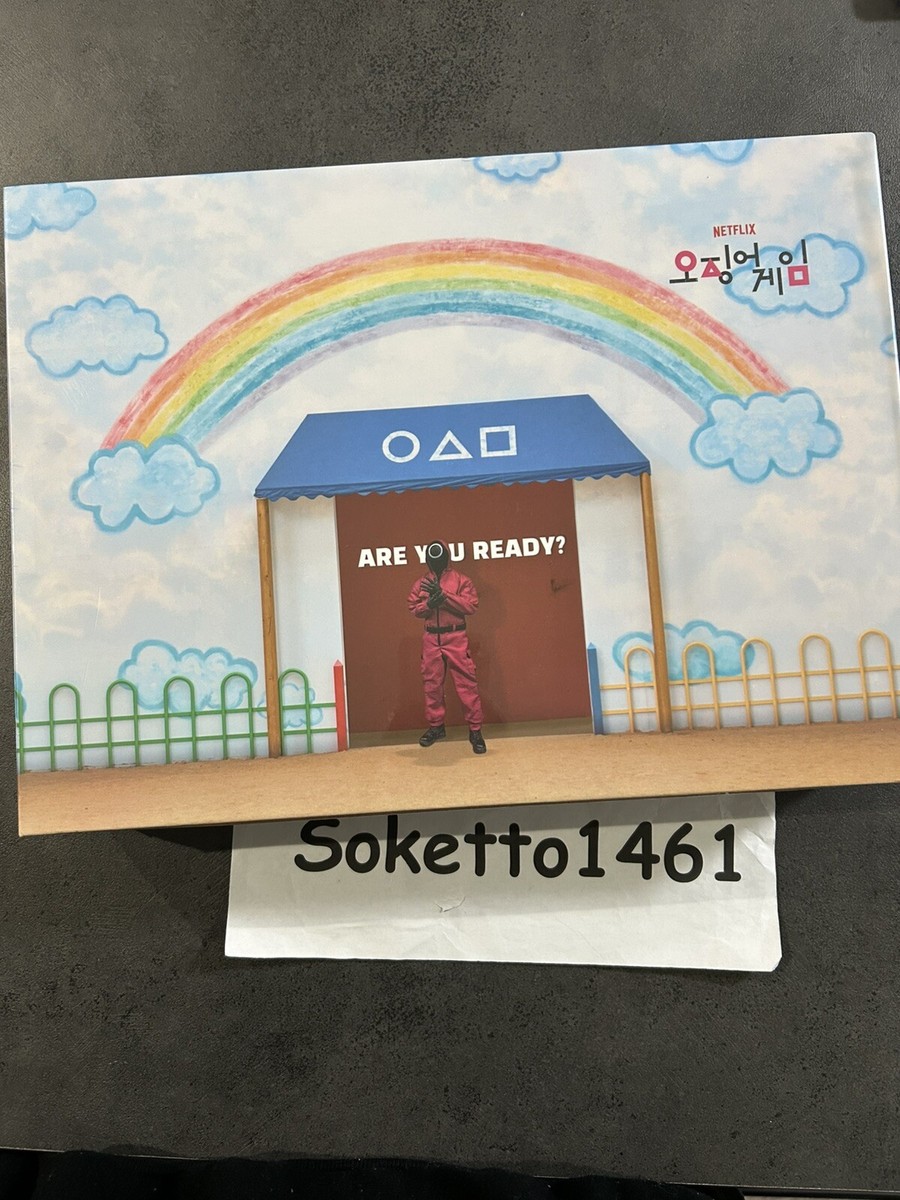 NETFLIX
오징어 게임
ARE YOU READY?
Soketto1461